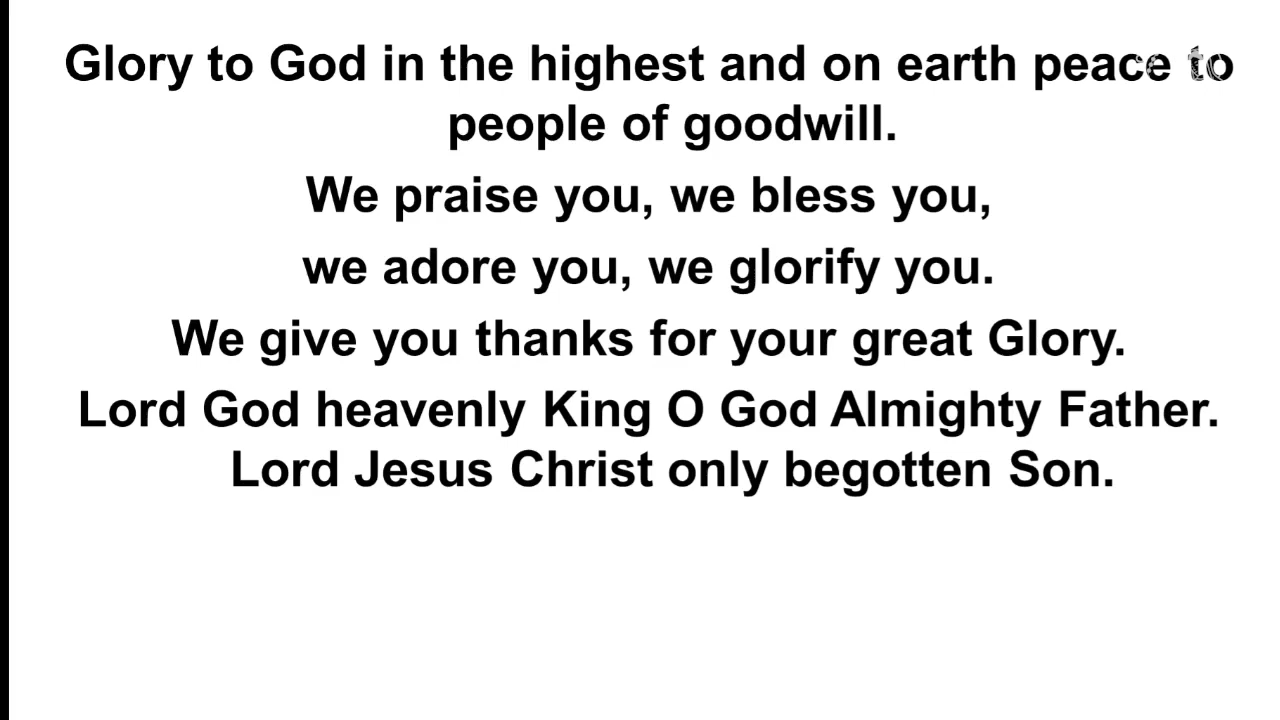 Glory to God in the highest and on earth peace to
people of goodwill.
We praise you, we bless you,
we adore you, we glorify you.
We give you thanks for your great Glory.
Lord God heavenly King O God Almighty Father.
Lord Jesus Christ only begotten Son.